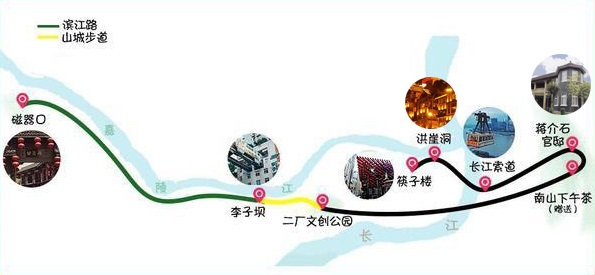 滨江路
山城步道
磁器口
嘉
陵
江
李子坝
二厂文创公园
筷子楼
洪崖洞
长江索道
蒋介石
官邸
南山下午茶
（赠送）
长
江